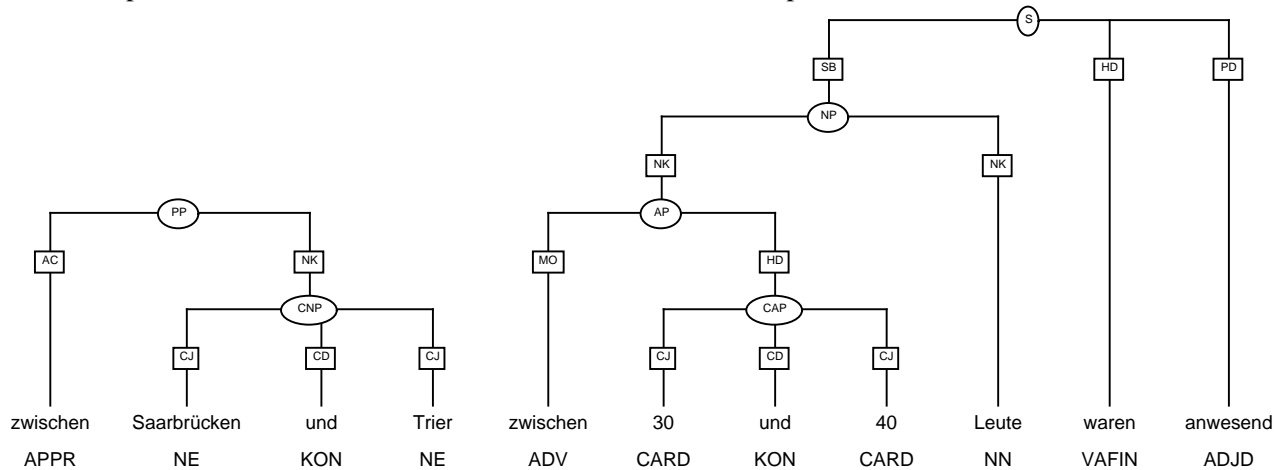 S
SB HD PD
NP
NK NK
PP AP
AC NK MO HD
CNP CAP
CJ CD CJ CJ CD CJ
zwischen Saarbrücken und Trier zwischen 30 und 40 Leute waren anwesend
APPR NE KON NE ADV CARD KON CARD NN VAFIN ADJD